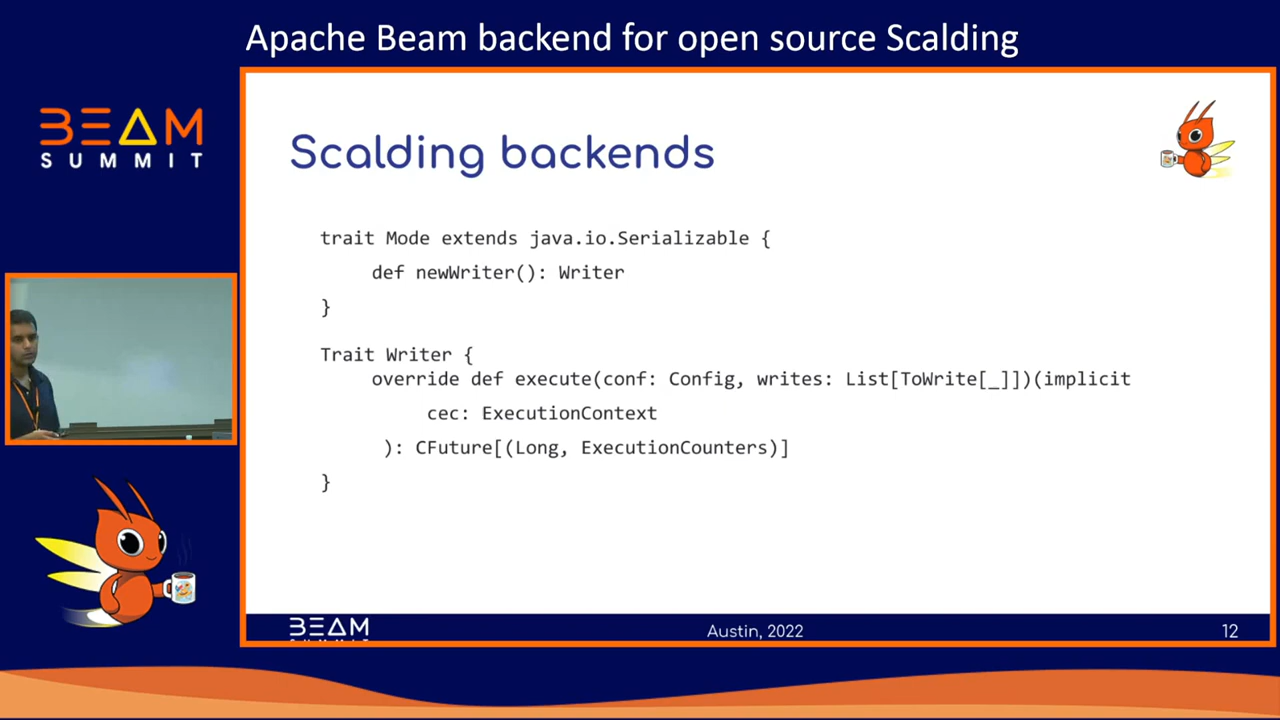 Apache Beam backend for open source Scalding
BEAM
SUMMIT
Scalding backends
trait Mode extends java.io.Serializable {
def newWriter(): Writer
}
Trait Writer {
override def execute(conf: Config, writes: List[ToWrite[_]])(implicit
cec: ExecutionContext
): CFuture[(Long, ExecutionCounters)]
}
BEAM
Austin, 2022
12